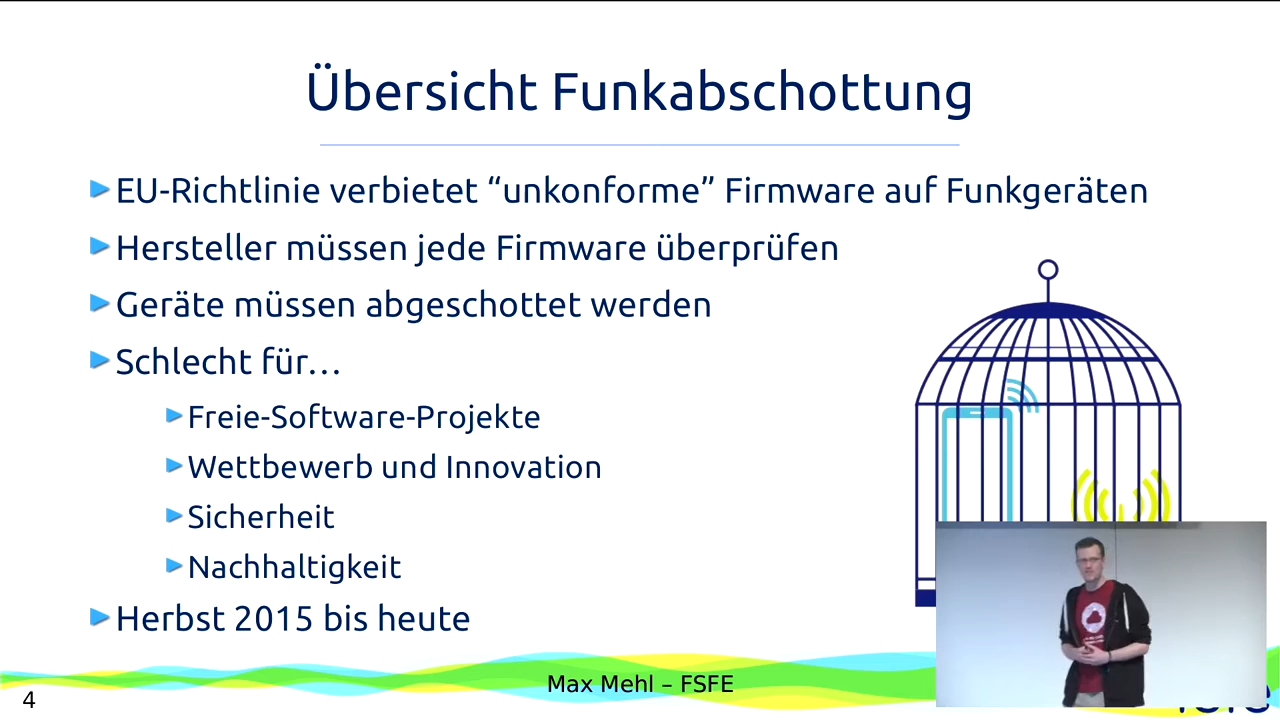 Übersicht Funkabschottung
EU-Richtlinie verbietet “unkonforme” Firmware auf Funkgeräten
Hersteller müssen jede Firmware überprüfen
Geräte müssen abgeschottet werden
Schlecht für…
Freie-Software-Projekte
Wettbewerb und Innovation
Sicherheit
Nachhaltigkeit
Herbst 2015 bis heute
Max Mehl – FSFE
4